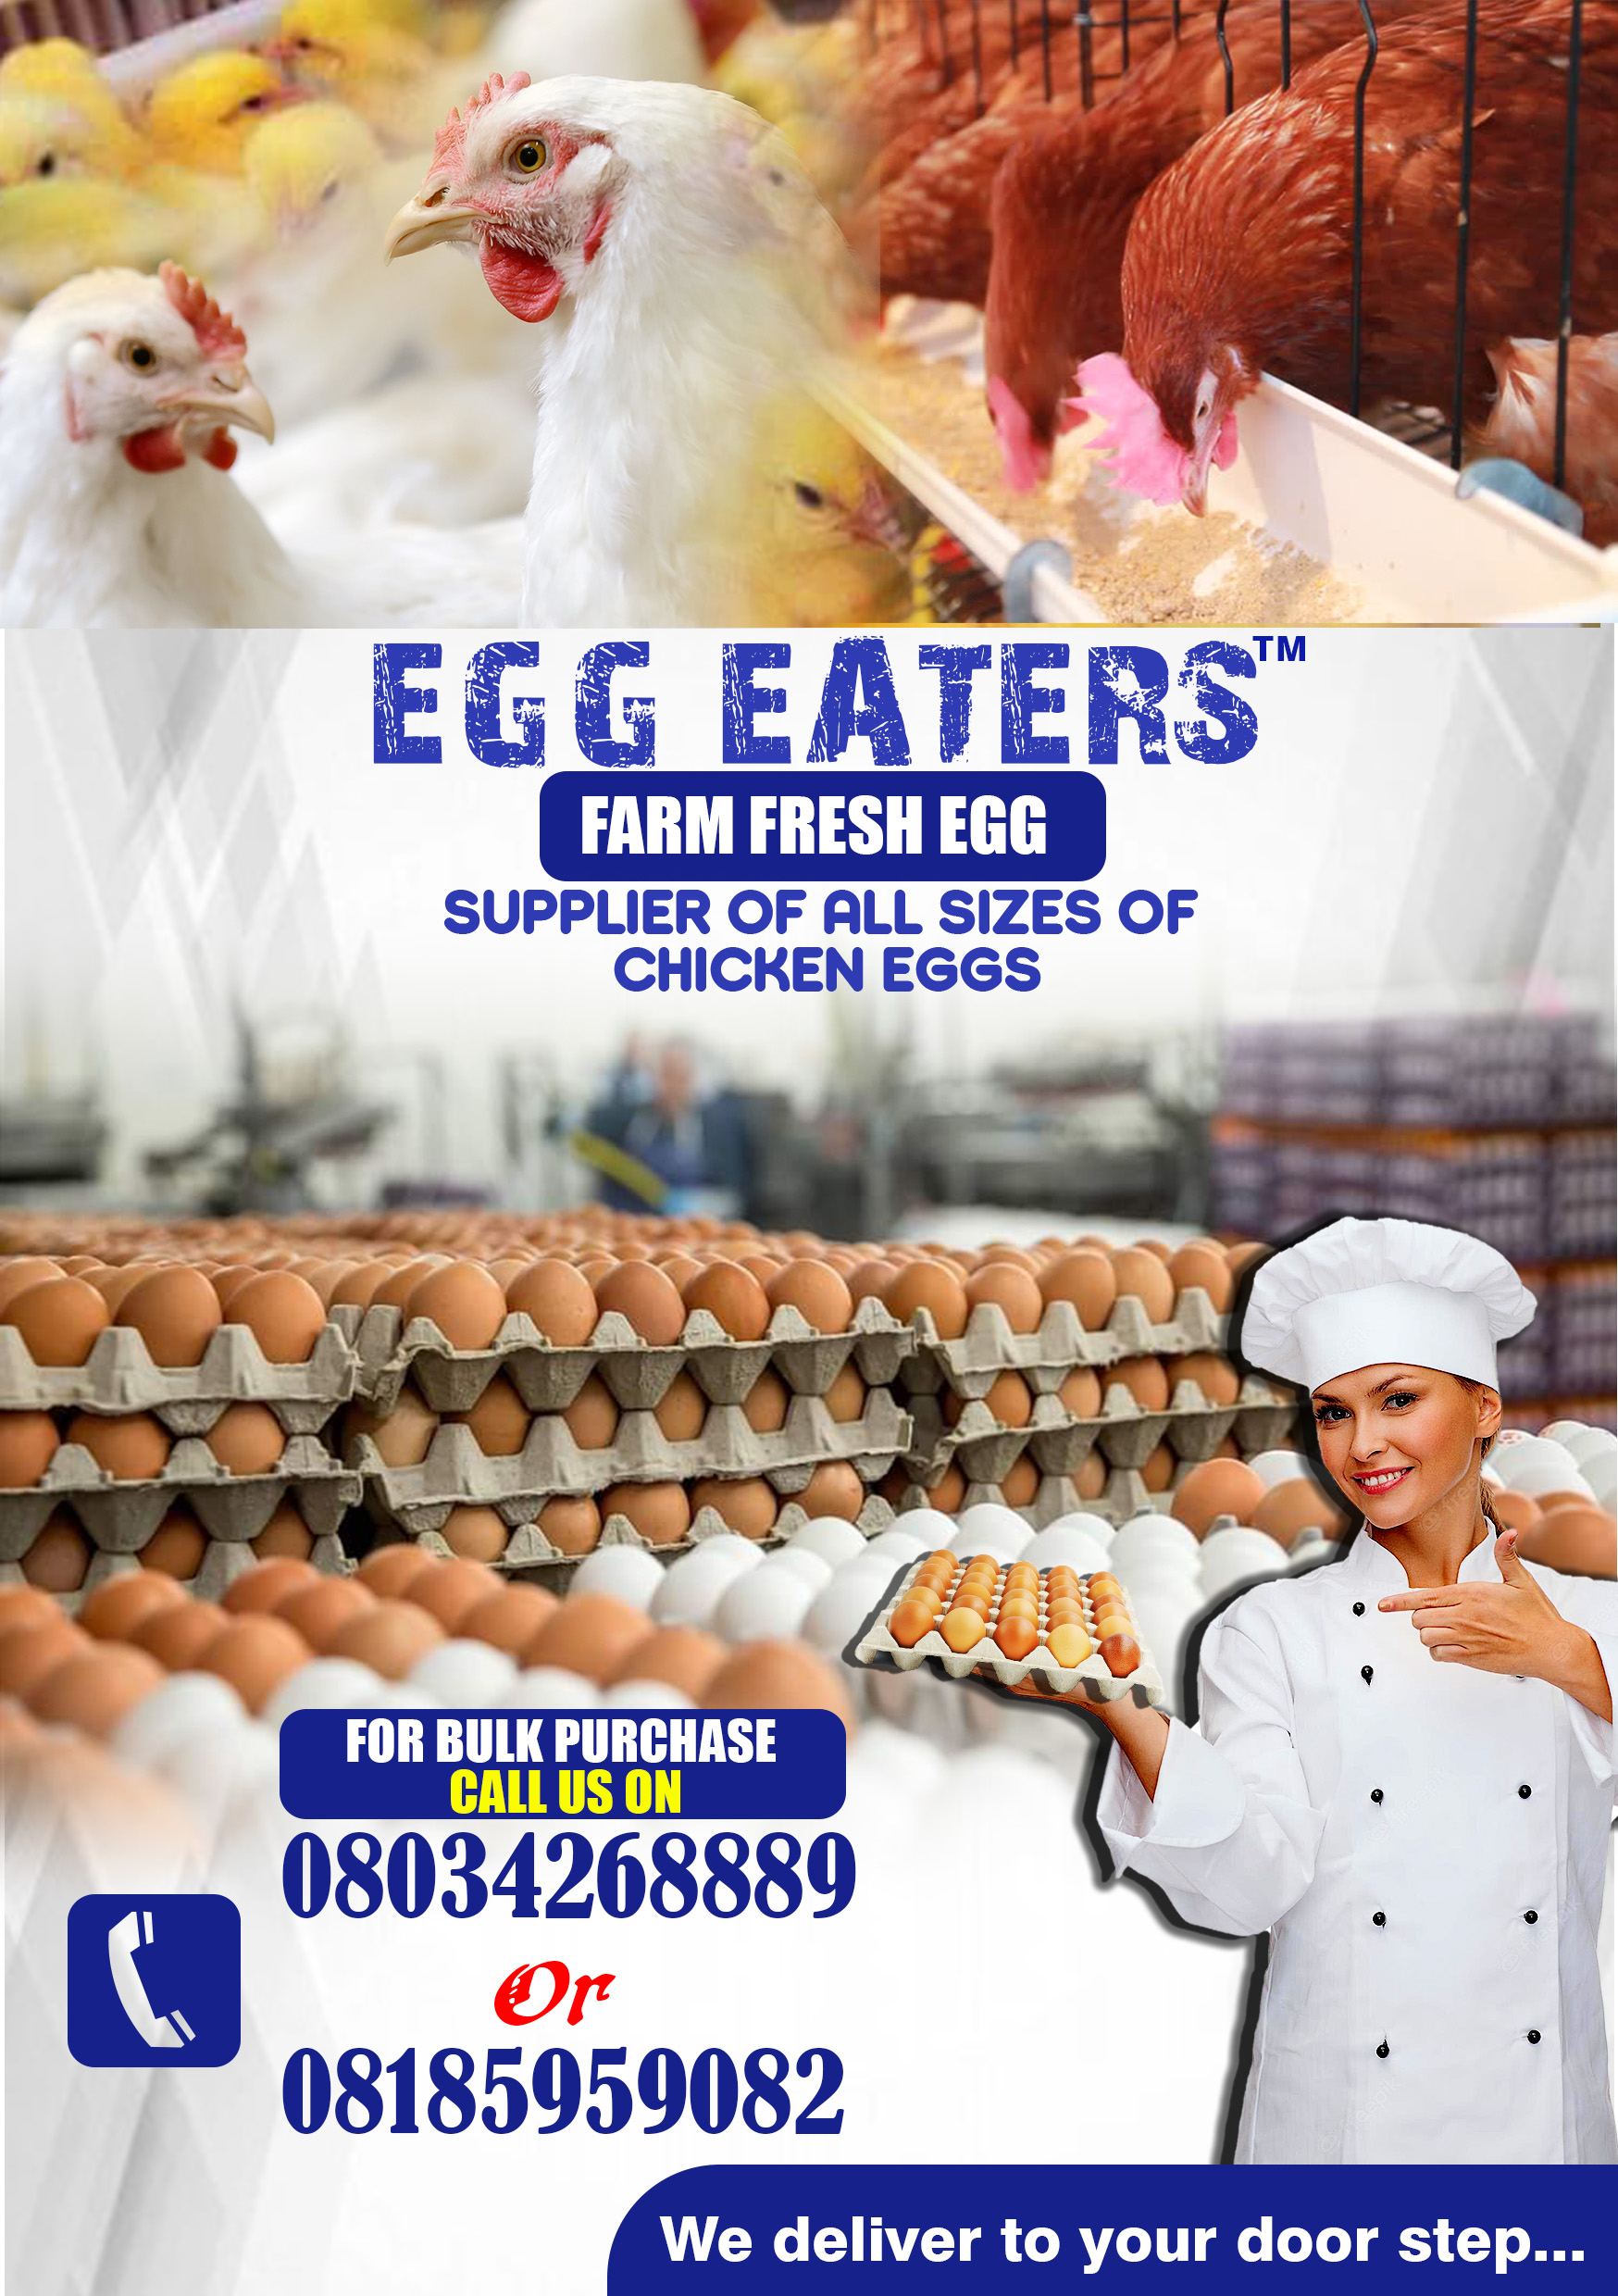 EGG EATERS™
FARM FRESH EGG
SUPPLIER OF ALL SIZES OF
CHICKEN EGGS
FOR BULK PURCHASE
CALL US ON
08034268889
Or
08185959082
We deliver to your door step...